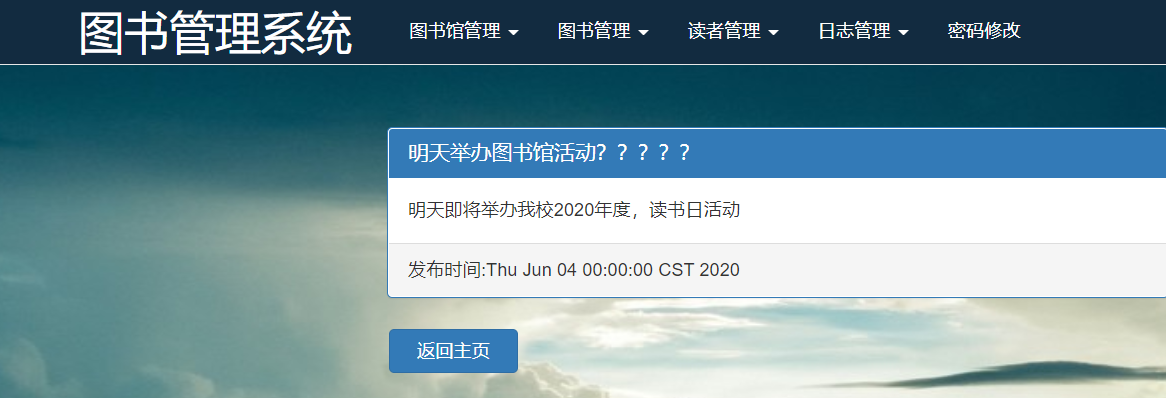 图书管理系统 图书馆管理 图书管理 读者管理 日志管理 密码修改
明天举办图书馆活动？？？？？
明天即将举办我校2020年度，读书日活动
发布时间:Thu Jun 04 00:00:00 CST 2020
返回主页